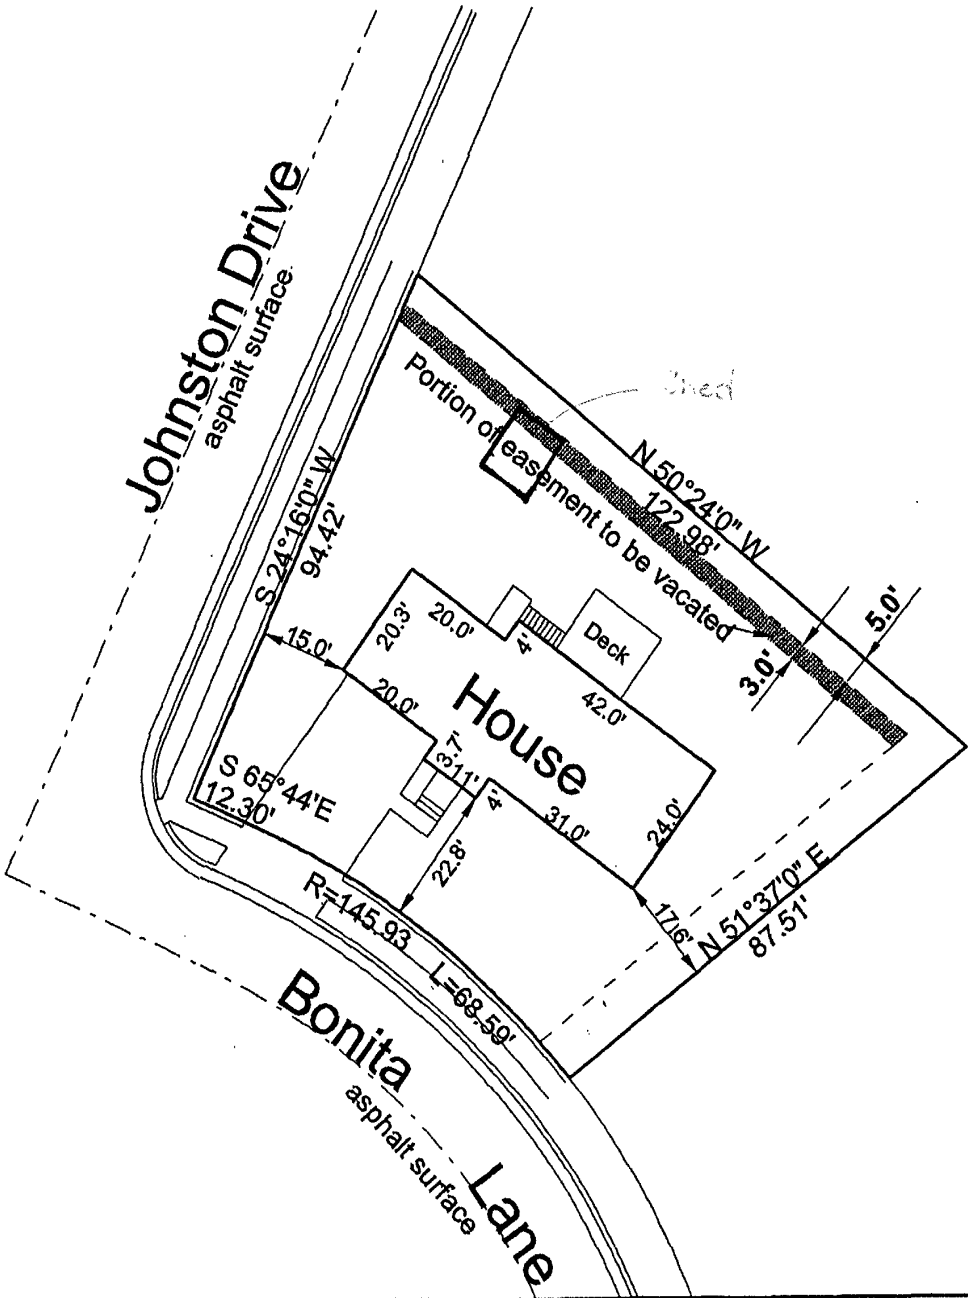 Johnston Drive
asphalt surface
Shed
Portion of easement to be vacated
N 50°24'0" W
122.98'
S 24°16'0" W
94.42'
5.0'
3.0'
20.0'
20.3'
4'
Deck
15.0'
20.0'
House
42.0'
3.7'
11'
4'
31.0'
24.0'
S 65°44'E
12.30'
22.8'
17.6'
N 51°37'0" E
87.51'
R=145.93
L=68.59'
Bonita Lane
asphalt surface